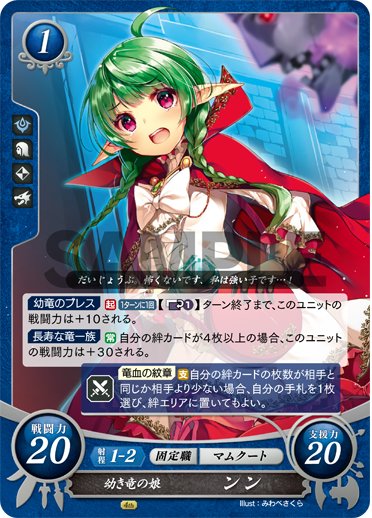 1
SAMPLE
だいじょうぶ、怖くないです。私は強い子です…!
幼竜のブレス 起 1ターンに1回【 1】ターン終了まで、このユニットの
戦闘力は+10される。
長寿な竜一族 常 自分の絆カードが4枚以上の場合、このユニット
の戦闘力は+30される。
竜血の紋章 支 自分の絆カードの枚数が相手と
同じか相手より少ない場合、自分の手札を1枚
選び、絆エリアに置いてもよい。
戦闘力
20
射程 1-2 固定職 マムクート
支援力
20
幼き竜の娘 4th ンン
Illust:みわべさくら